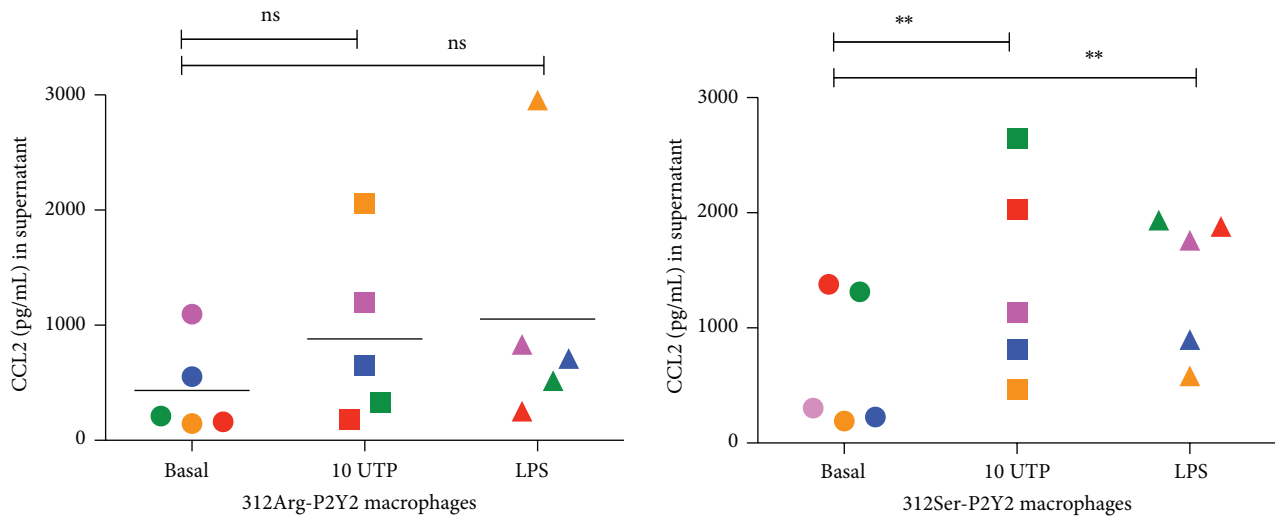 ns
ns
3000
2000
1000
0
CCL2 (pg/mL) in supernatant
Basal
10 UTP
LPS
312Arg-P2Y2 macrophages
**
**
3000
2000
1000
0
CCL2 (pg/mL) in supernatant
Basal
10 UTP
LPS
312Ser-P2Y2 macrophages